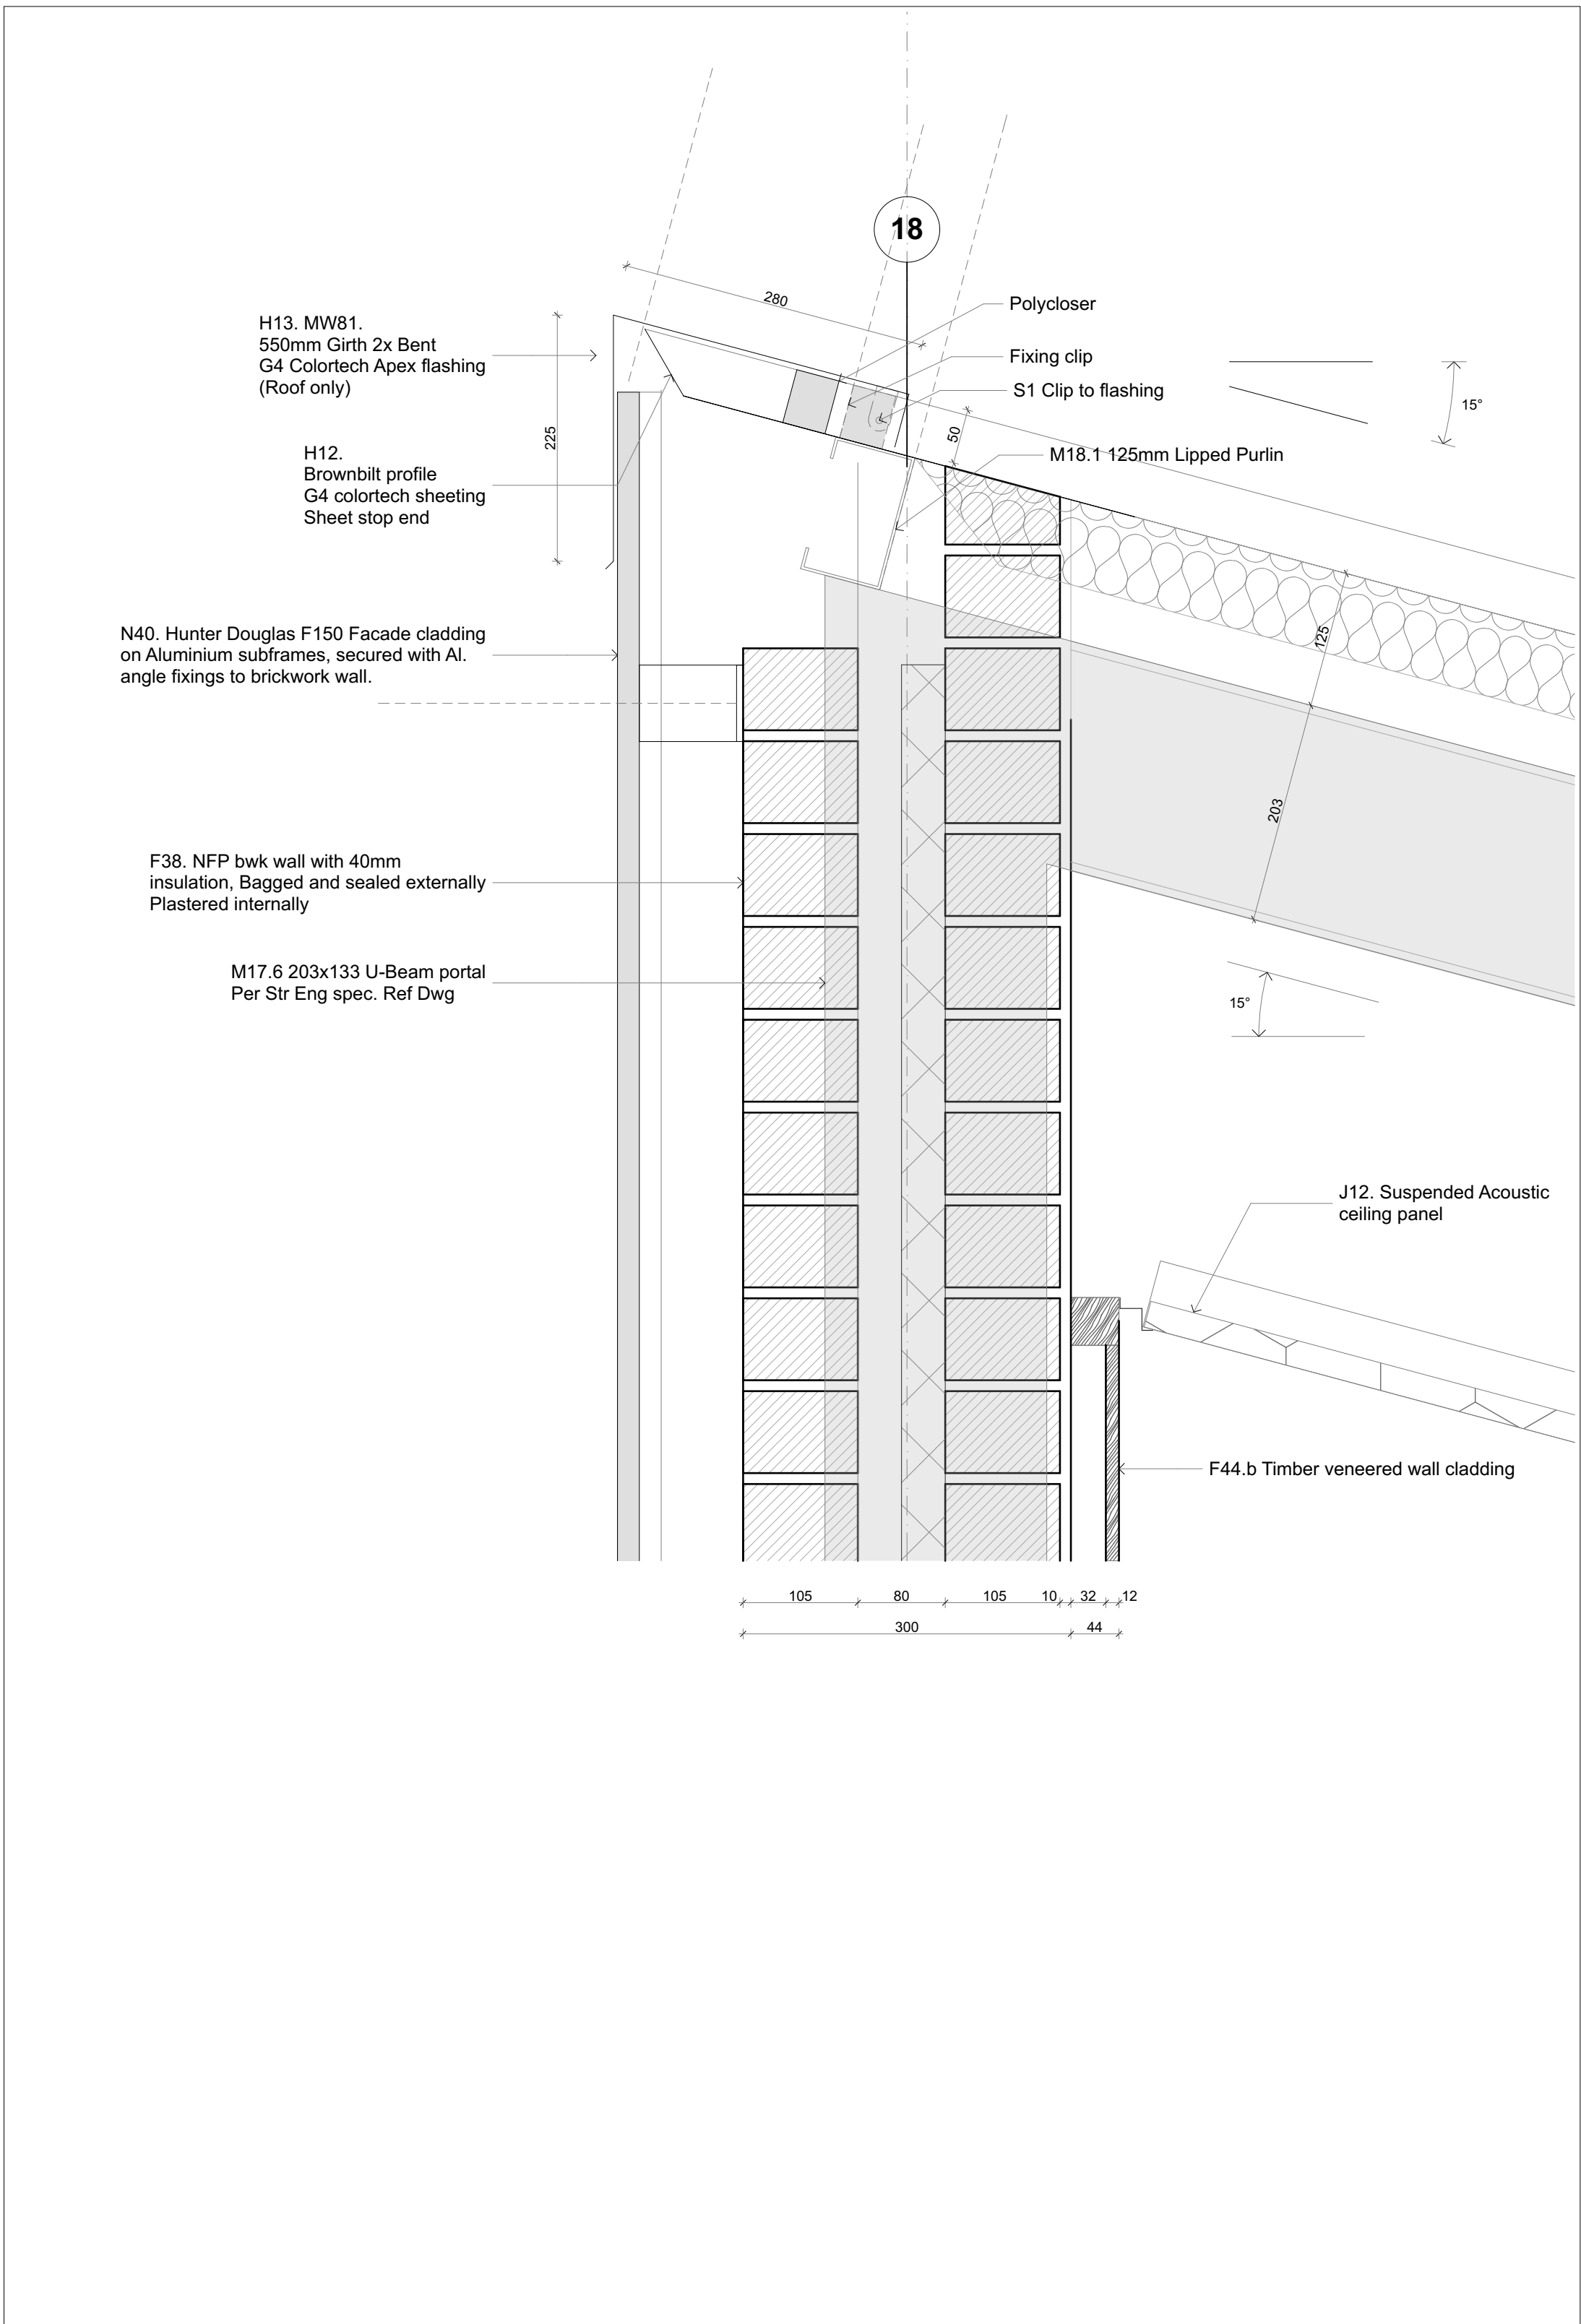 18
280
Polycloser
H13. MW81.
550mm Girth 2x Bent
G4 Colortech Apex flashing
(Roof only)
Fixing clip
S1 Clip to flashing
15°
225
50
H12.
Brownbilt profile
G4 colortech sheeting
Sheet stop end
M18.1 125mm Lipped Purlin
N40. Hunter Douglas F150 Facade cladding
on Aluminium subframes, secured with Al.
angle fixings to brickwork wall.
125
203
F38. NFP bwk wall with 40mm
insulation, Bagged and sealed externally
Plastered internally
M17.6 203x133 U-Beam portal
Per Str Eng spec. Ref Dwg
15°
J12. Suspended Acoustic
ceiling panel
F44.b Timber veneered wall cladding
105 80 105 10 32 12
300 44